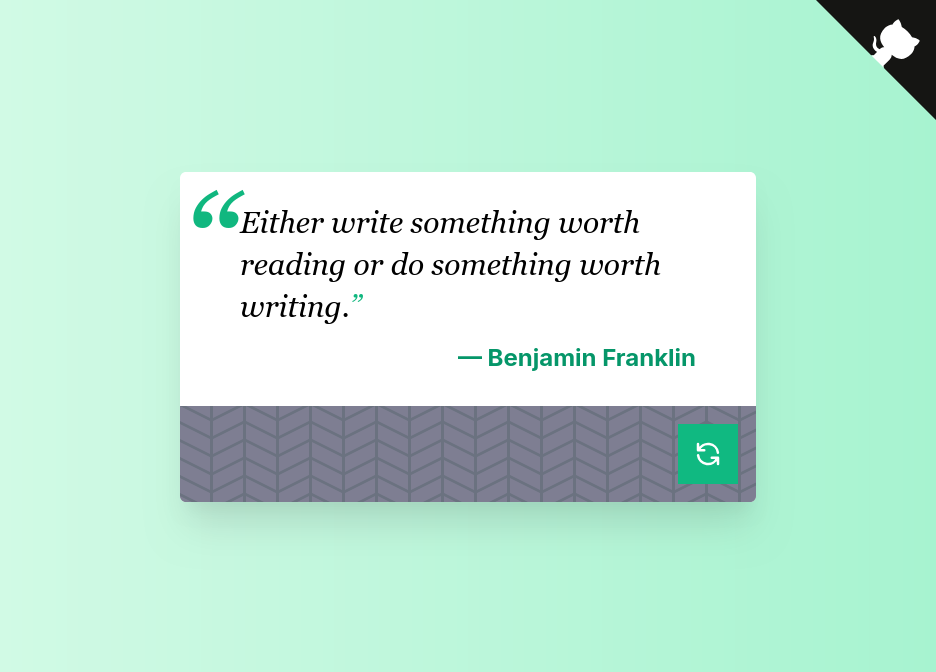 “Either write something worth
reading or do something worth
writing.”
— Benjamin Franklin